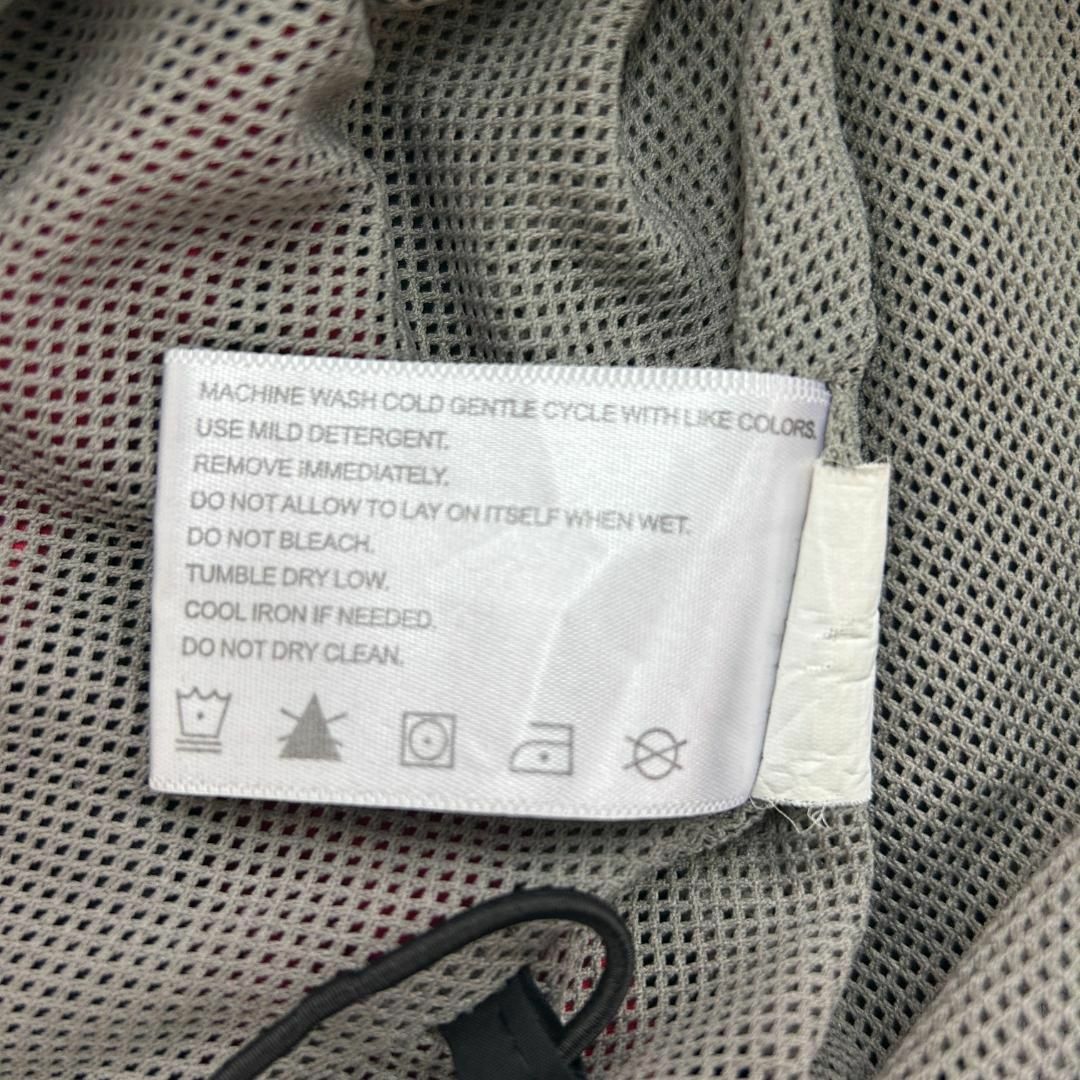 MACHINE WASH COLD GENTLE CYCLE WITH LIKE COLORS.
USE MILD DETERGENT.
REMOVE IMMEDIATELY.
DO NOT ALLOW TO LAY ON ITSELF WHEN WET.
DO NOT BLEACH.
TUMBLE DRY LOW.
COOL IRON IF NEEDED.
DO NOT DRY CLEAN.